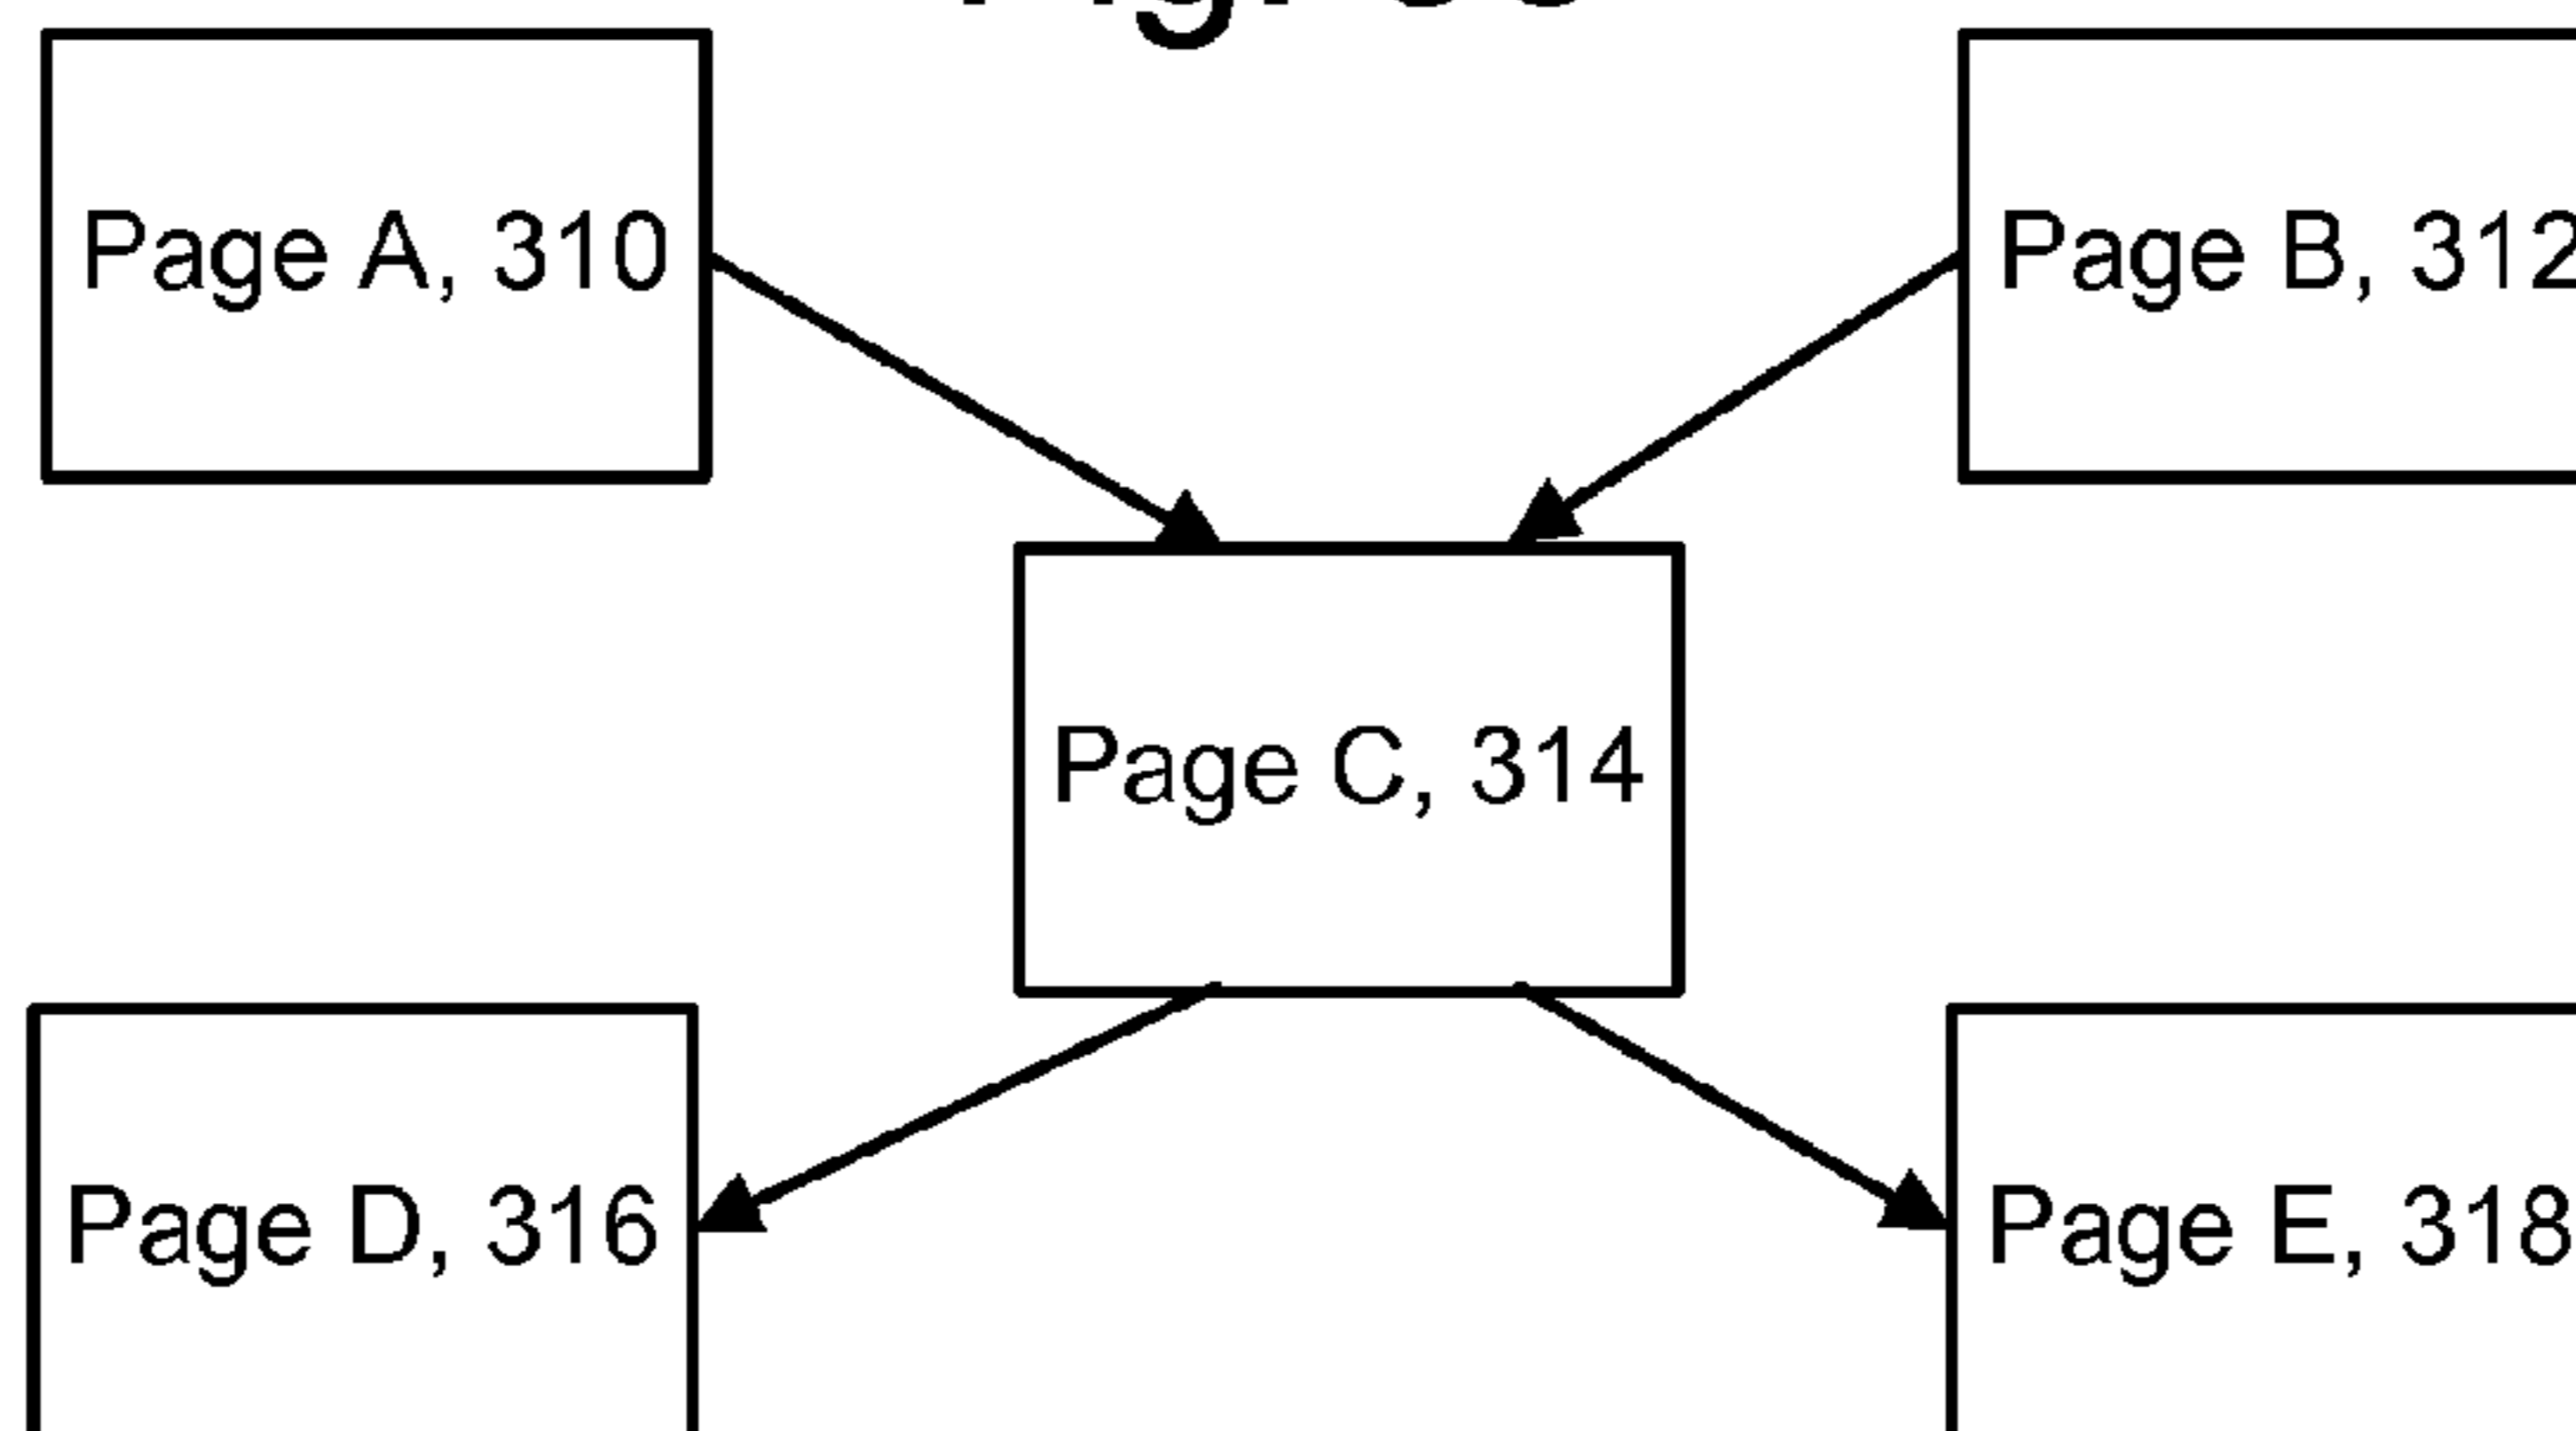 Page A, 310
Page B, 312
Page C, 314
Page D, 316
Page E, 318